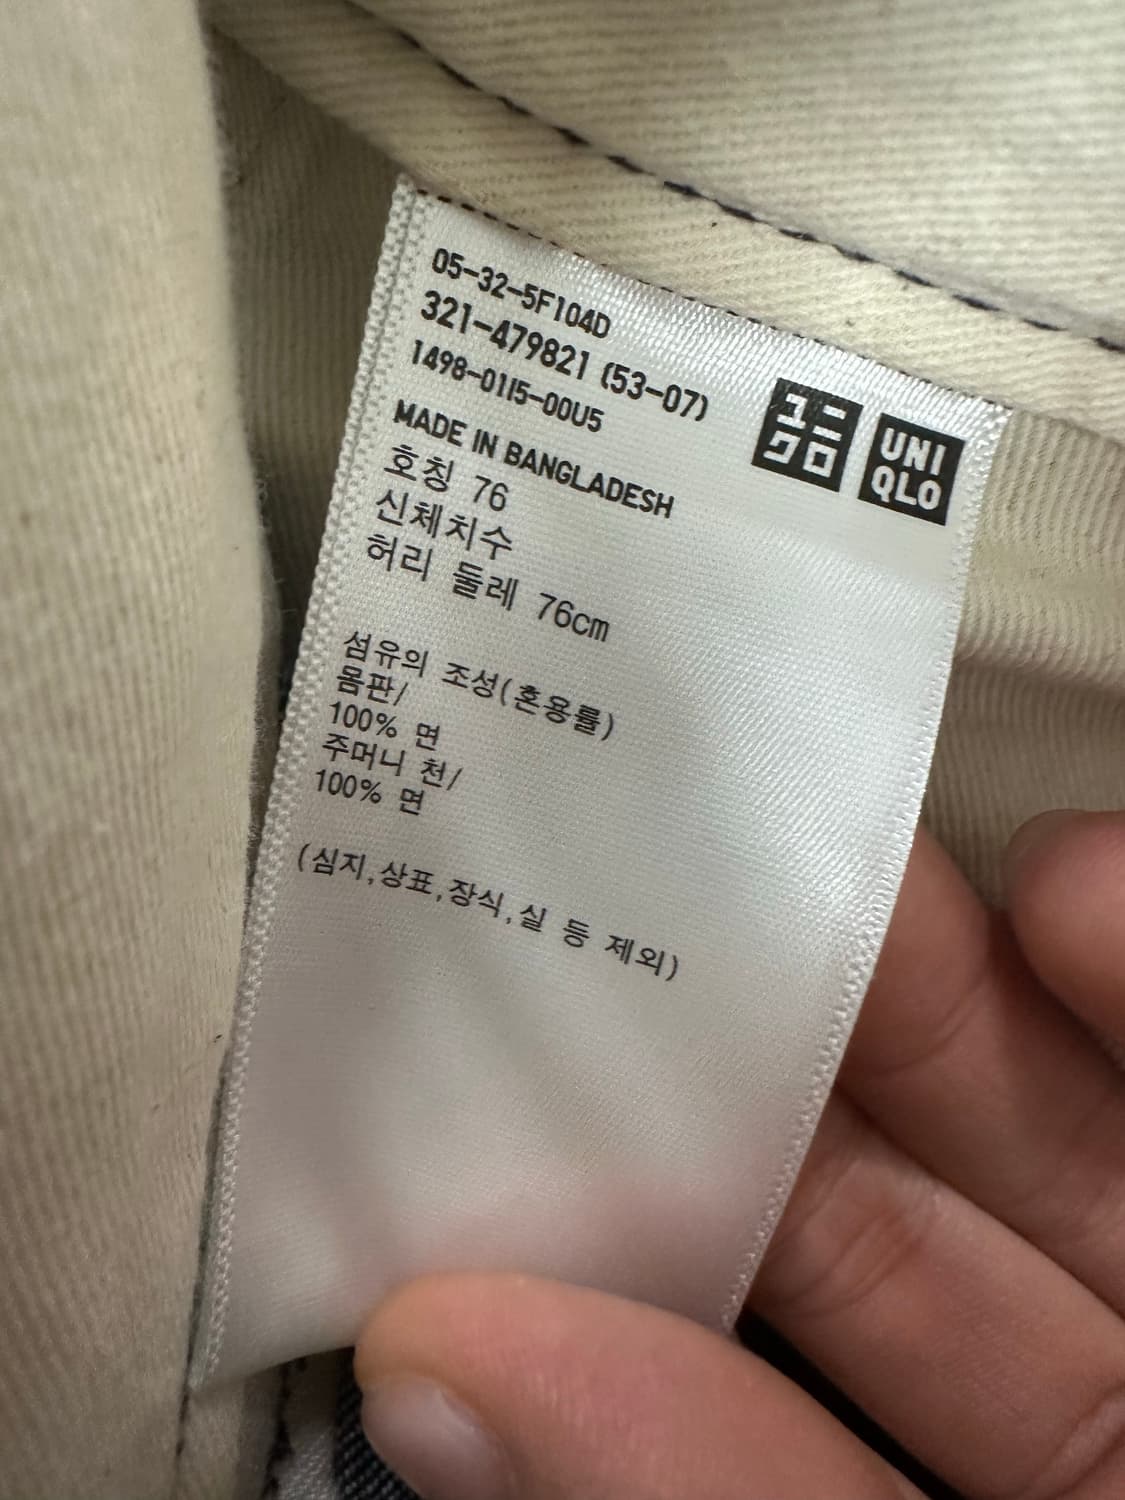 05-32-5F104D
321-479821 (53-07)
1498-0115-00U5
MADE IN BANGLADESH
ユニ
クロ
UNI
QLO
호칭 76
신체치수
허리 둘레 76cm
섬유의 조성(혼용률)
몸판/
100% 면
주머니 천/
100% 면
(심지,상표,장식,실 등 제외)